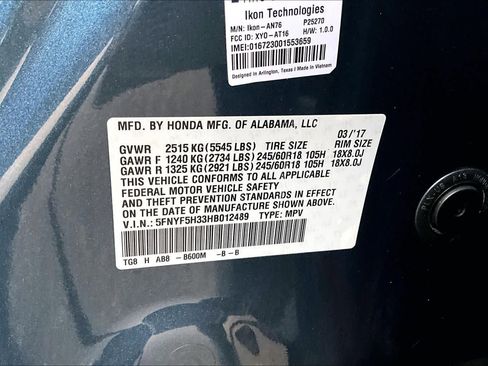 Ikon Technologies
M/N: Ikon-AN76 P25270
FCC ID: XYO-AT16 H/W: 1.0.0
IMEI:016723001553659
Designed in Arlington, Texas | Made in Vietnam
MFD. BY HONDA MFG. OF ALABAMA, LLC
03/'17
GVWR 2515 KG(5545 LBS) TIRE SIZE RIM SIZE
GAWR F 1240 KG(2734 LBS) 245/60R18 105H 18X8.0J
GAWR R 1325 KG(2921 LBS) 245/60R18 105H 18X8.0J
THIS VEHICLE CONFORMS TO ALL APPLICABLE
FEDERAL MOTOR VEHICLE SAFETY
AND THEFT PREVENTION STANDARDS IN EFFECT
ON THE DATE OF MANUFACTURE SHOWN ABOVE.
V.I.N.: 5FNYF5H33HB012489 TYPE: MPV
TG8 H AB8 -B600M -B -B